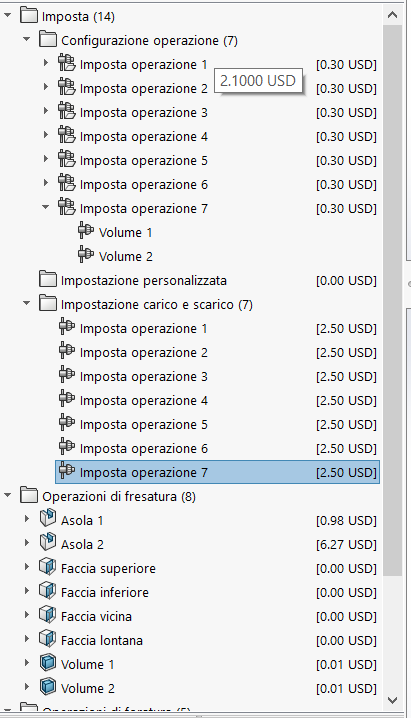 Imposta (14)
Configurazione operazione (7)
Imposta operazione 1 [0.30 USD]
2.1000 USD
Imposta operazione 2 [0.30 USD]
Imposta operazione 3 [0.30 USD]
Imposta operazione 4 [0.30 USD]
Imposta operazione 5 [0.30 USD]
Imposta operazione 6 [0.30 USD]
Imposta operazione 7 [0.30 USD]
Volume 1
Volume 2
Impostazione personalizzata [0.00 USD]
Impostazione carico e scarico (7)
Imposta operazione 1 [2.50 USD]
Imposta operazione 2 [2.50 USD]
Imposta operazione 3 [2.50 USD]
Imposta operazione 4 [2.50 USD]
Imposta operazione 5 [2.50 USD]
Imposta operazione 6 [2.50 USD]
Imposta operazione 7 [2.50 USD]
Operazioni di fresatura (8)
Asola 1 [0.98 USD]
Asola 2 [6.27 USD]
Faccia superiore [0.00 USD]
Faccia inferiore [0.00 USD]
Faccia vicina [0.00 USD]
Faccia lontana [0.00 USD]
Volume 1 [0.01 USD]
Volume 2 [0.01 USD]
Operazioni di foratura (5)